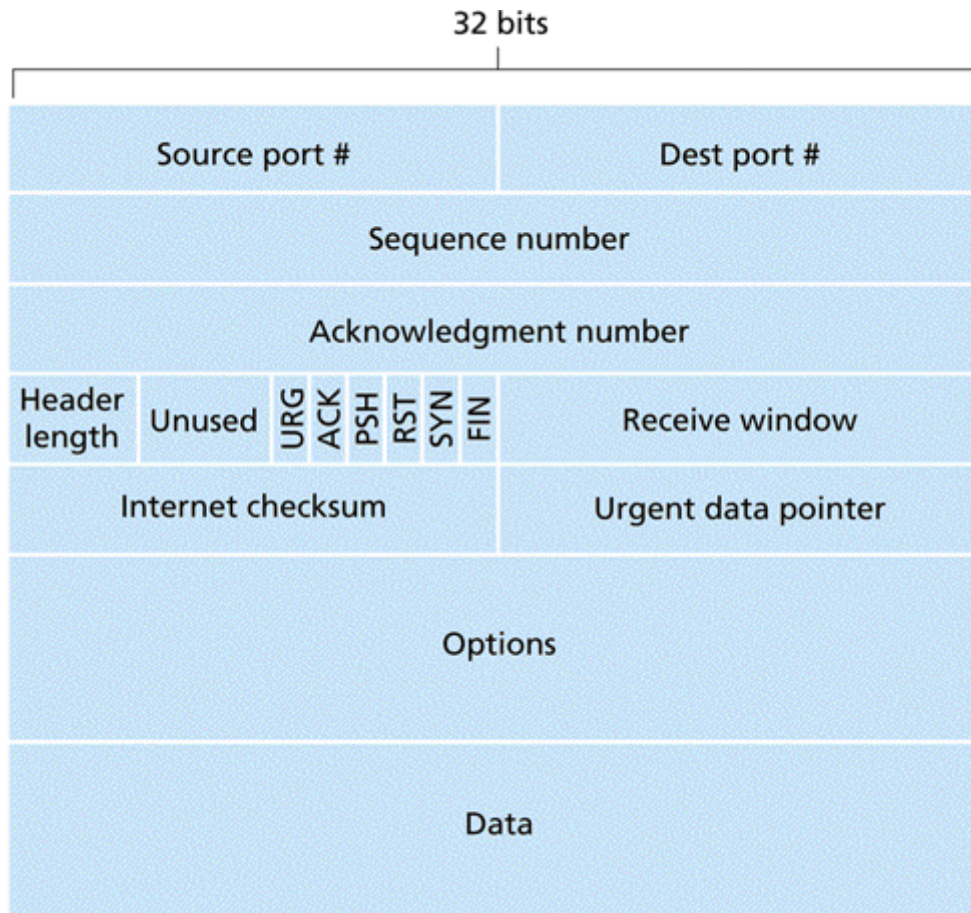 32 bits
Source port # Dest port #
Sequence number
Acknowledgment number
Header length Unused URG ACK PSH RST SYN FIN Receive window
Internet checksum Urgent data pointer
Options
Data